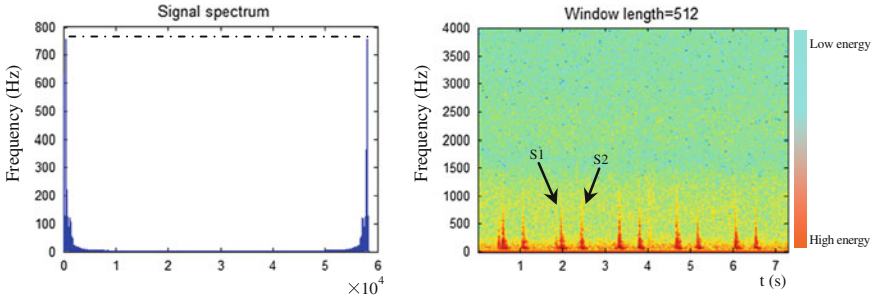 Signal spectrum
Frequency (Hz)
800
700
600
500
400
300
200
100
0
0 1 2 3 4 5 6
×10⁴
Window length=512
Frequency (Hz)
4000
3500
3000
2500
2000
1500
1000
500
0
S1
S2
1 2 3 4 5 6 7
t (s)
Low energy
High energy